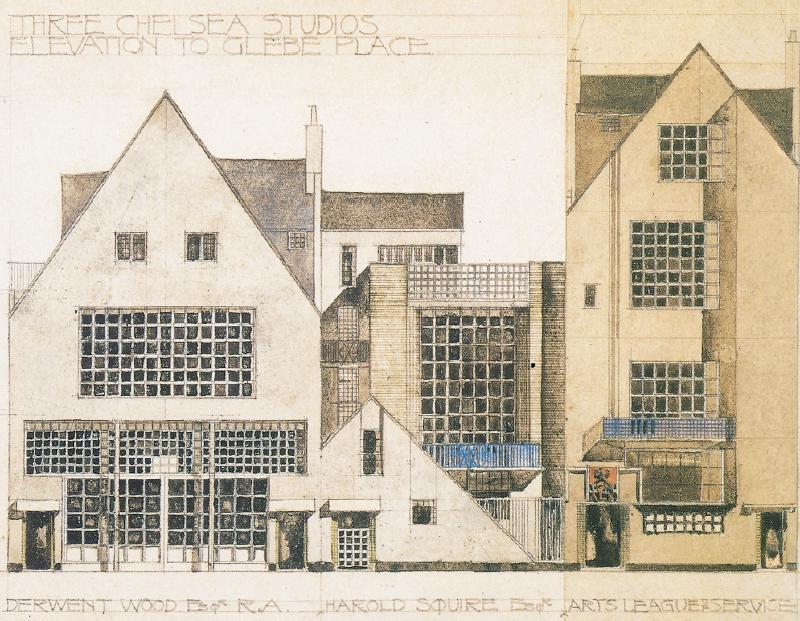 THREE CHELSEA STUDIOS
ELEVATION TO GLEBE PLACE
DERWENT WOOD Esqre R.A. HAROLD SQUIRE Esqre ARTS LEAGUE OF SERVICE